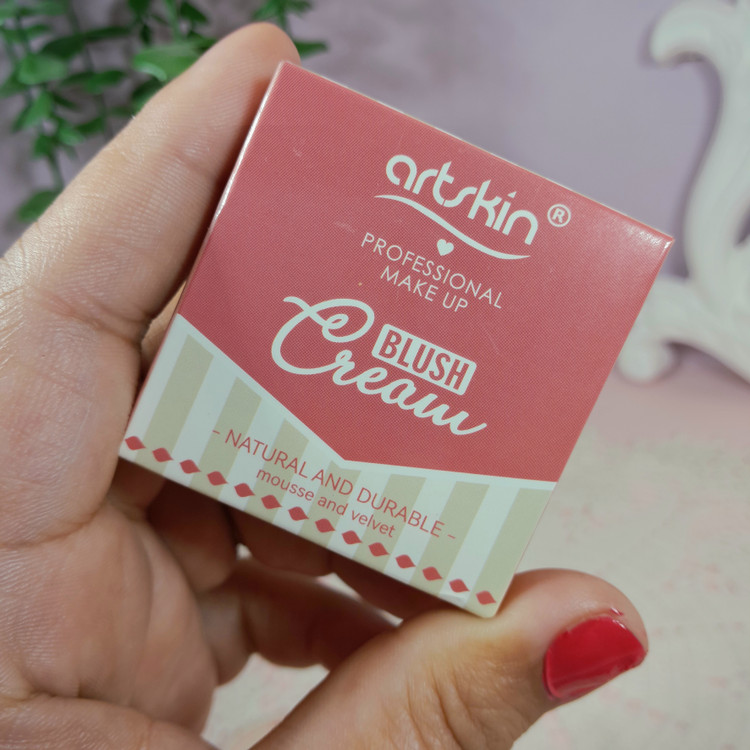 artskin®
PROFESSIONAL
MAKE UP
BLUSH
Cream
- NATURAL AND DURABLE -
mousse and velvet